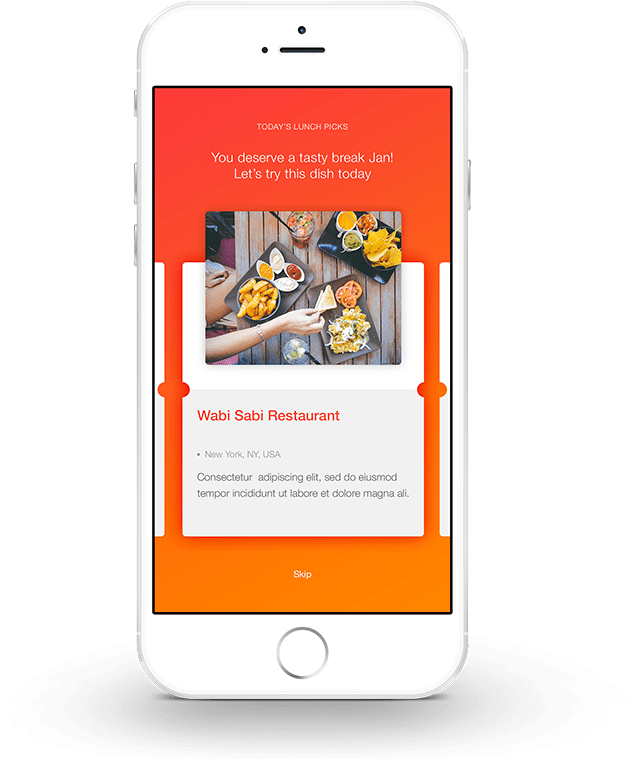 TODAY'S LUNCH PICKS
You deserve a tasty break Jan!
Let's try this dish today
Wabi Sabi Restaurant
• New York, NY, USA
Consectetur  adipiscing elit, sed do eiusmod
tempor incididunt ut labore et dolore magna ali.
Skip